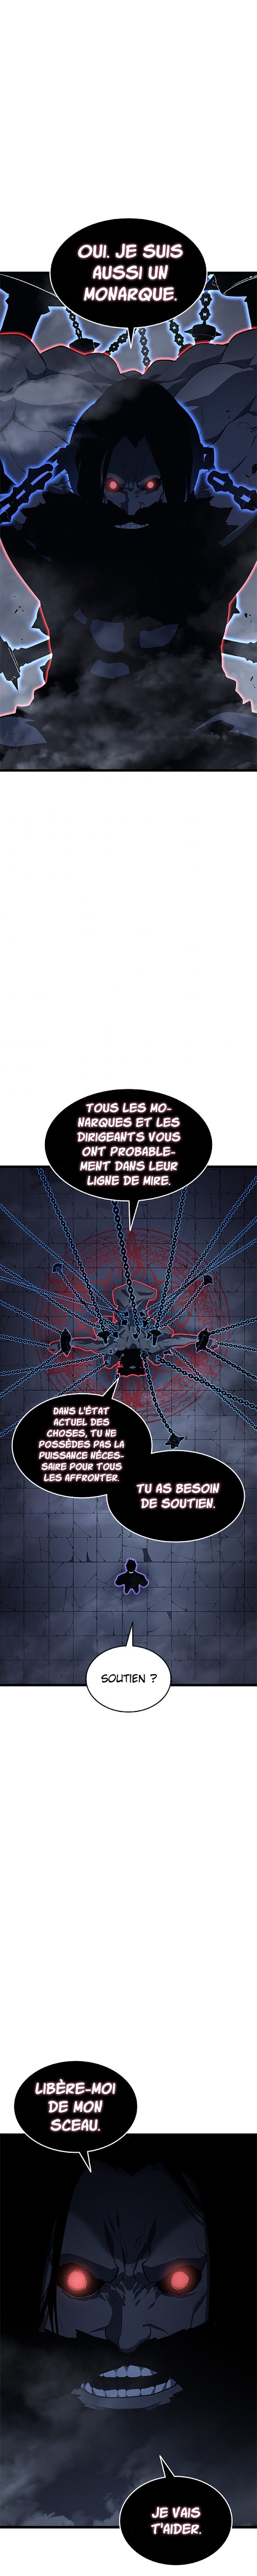 OUI. JE SUIS
AUSSI UN
MONARQUE.
TOUS LES MO-
NARQUES ET LES
DIRIGEANTS VOUS
ONT PROBABLE-
MENT DANS LEUR
LIGNE DE MIRE.
DANS L'ÉTAT
ACTUEL DES
CHOSES, TU NE
POSSÈDES PAS LA
PUISSANCE NÉCES-
SAIRE POUR TOUS
LES AFFRONTER.
TU AS BESOIN
DE SOUTIEN.
SOUTIEN ?
LIBÈRE-MOI
DE MON
SCEAU.
JE VAIS
T'AIDER.